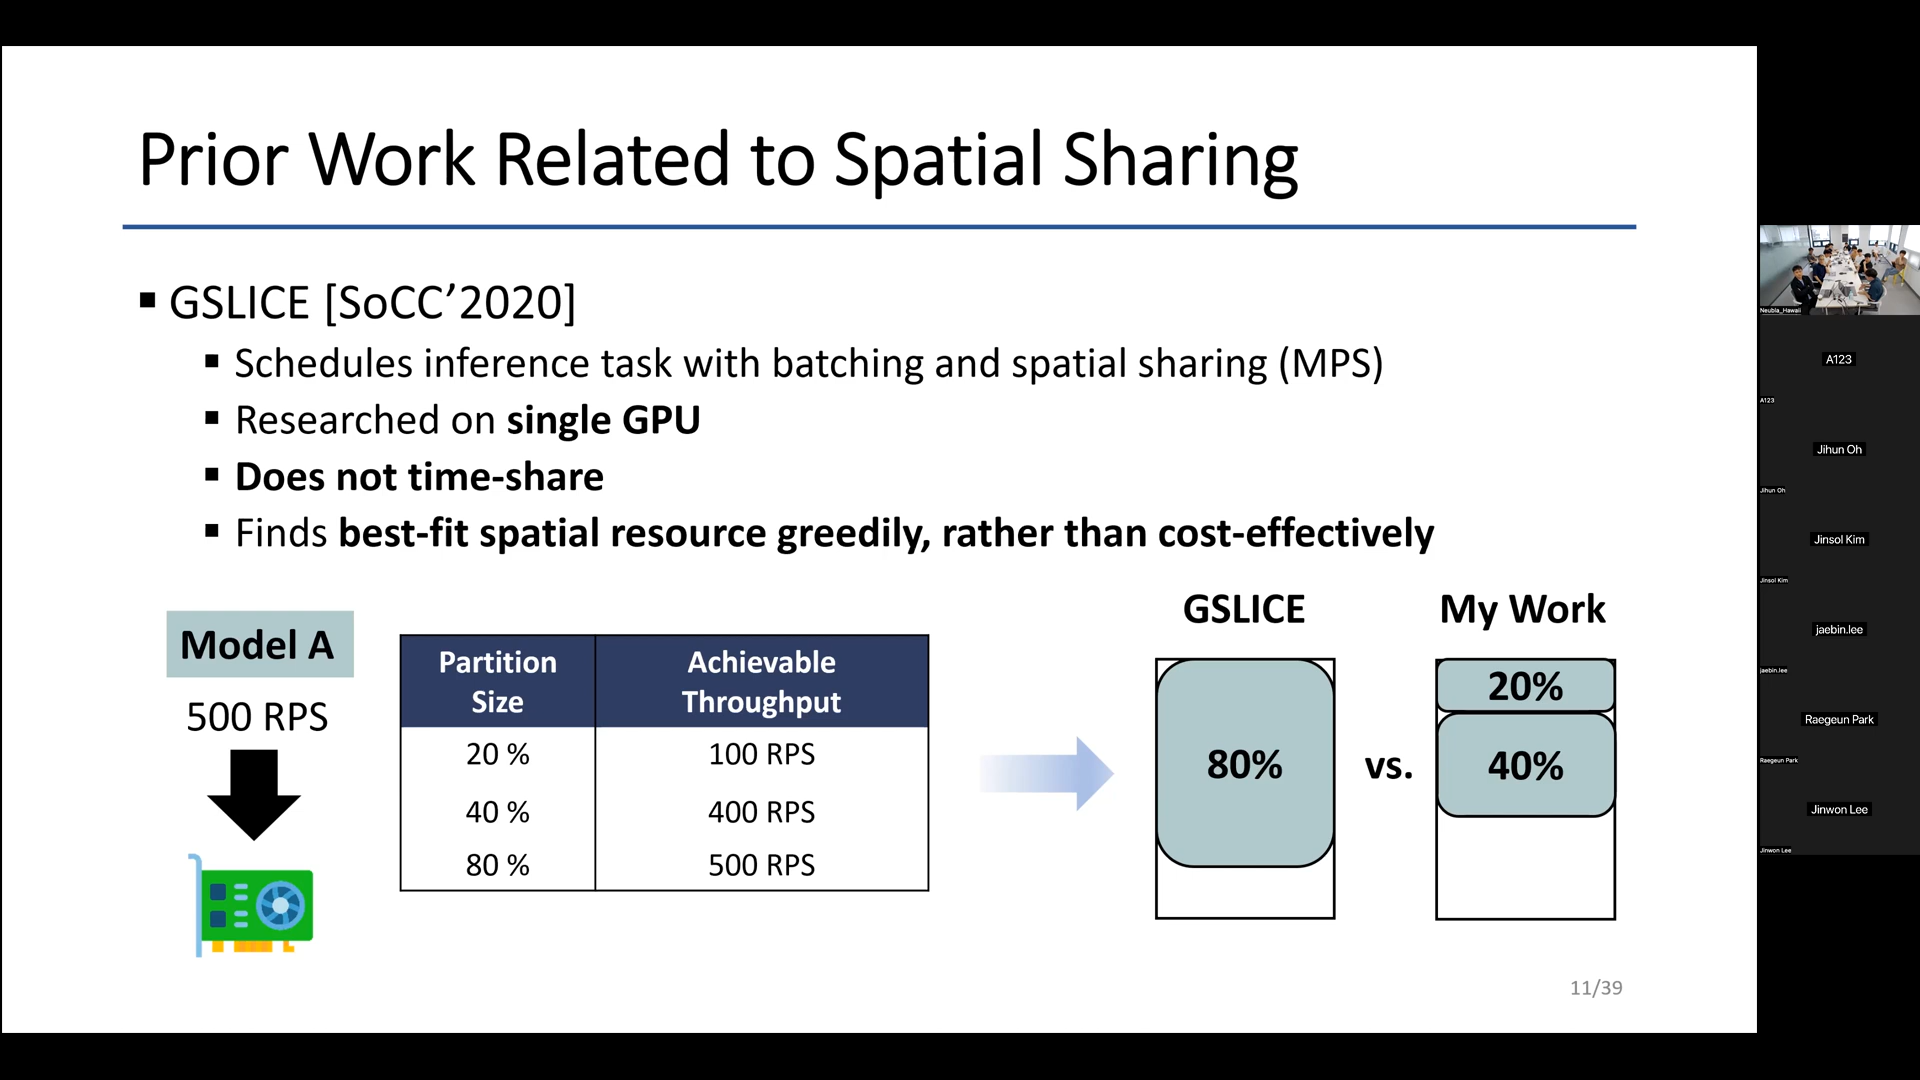 Prior Work Related to Spatial Sharing
▪ GSLICE [SoCC’2020]
▪ Schedules inference task with batching and spatial sharing (MPS)
▪ Researched on single GPU
▪ Does not time-share
▪ Finds best-fit spatial resource greedily, rather than cost-effectively
Model A
500 RPS
Partition Size
Achievable Throughput
20 %
100 RPS
40 %
400 RPS
80 %
500 RPS
GSLICE
80%
vs.
My Work
20%
40%
11/39
Neubla_Hawaii
A123
A123
Jihun Oh
Jihun Oh
Jinsol Kim
Jinsol Kim
jaebin.lee
jaebin.lee
Raegeun Park
Raegeun Park
Jinwon Lee
Jinwon Lee